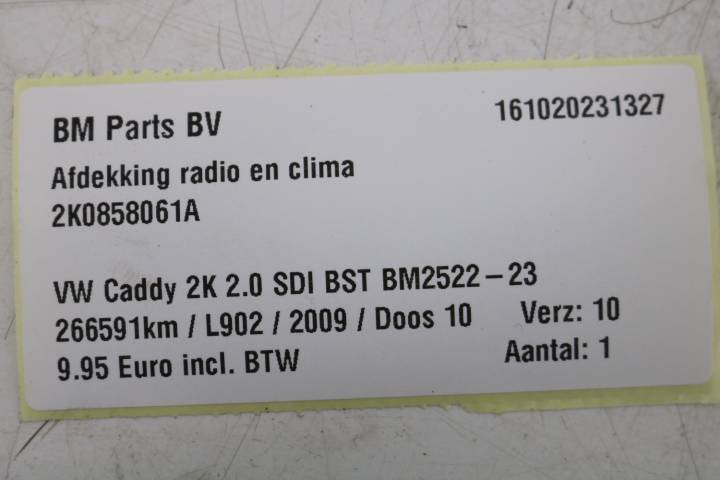 BM Parts BV 161020231327
Afdekking radio en clima
2K0858061A
VW Caddy 2K 2.0 SDI BST BM2522-23
266591km / L902 / 2009 / Doos 10 Verz: 10
9.95 Euro incl. BTW Aantal: 1